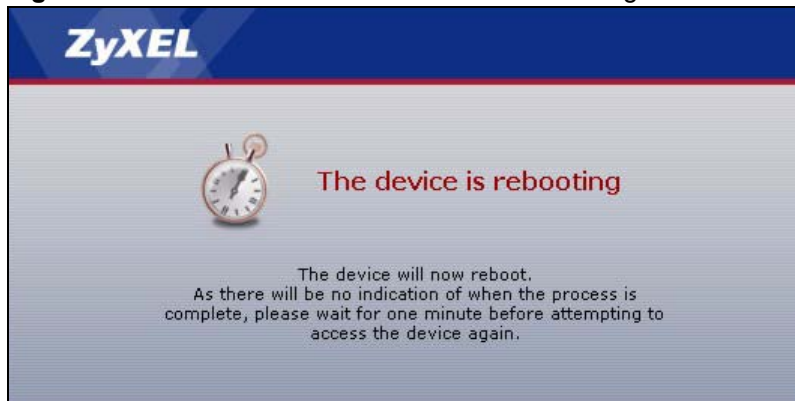 ZyXEL
The device is rebooting
The device will now reboot.
As there will be no indication of when the process is
complete, please wait for one minute before attempting to
access the device again.